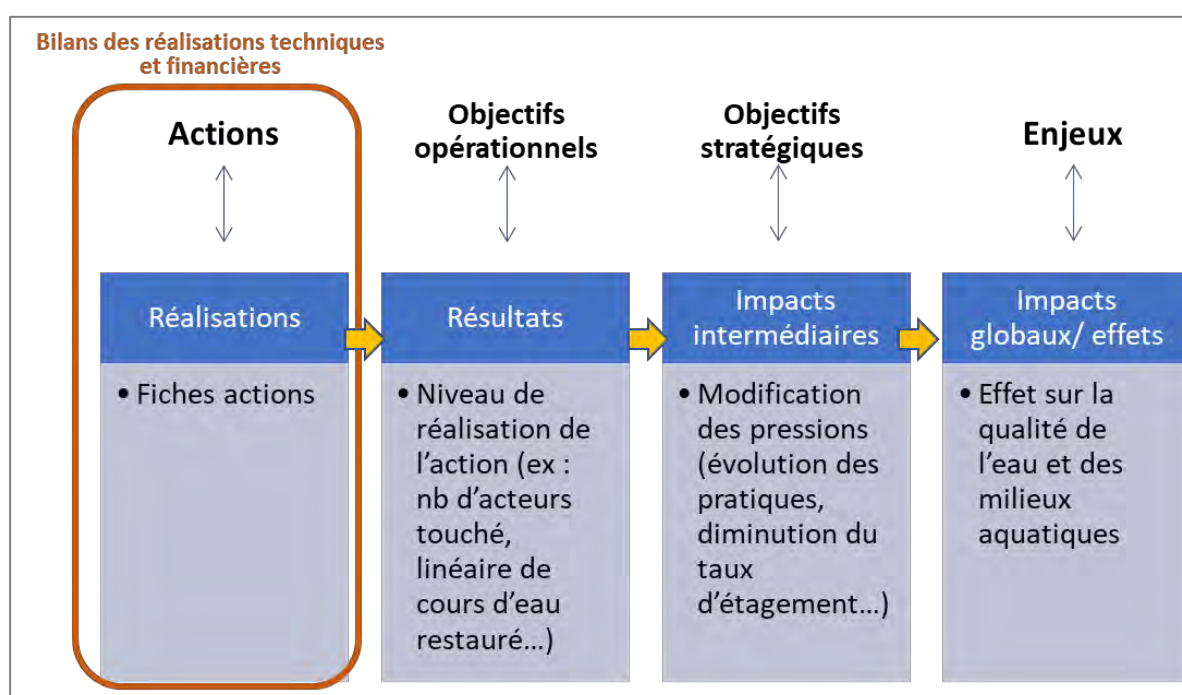 Bilans des réalisations techniques
et financières
Actions
Objectifs
opérationnels
Objectifs
stratégiques
Enjeux
Réalisations
Résultats
Impacts
intermédiaires
Impacts
globaux/ effets
• Fiches actions
• Niveau de
réalisation de
l’action (ex :
nb d’acteurs
touché,
linéaire de
cours d’eau
restauré…)
• Modification
des pressions
(évolution des
pratiques,
diminution du
taux
d’étagement…)
• Effet sur la
qualité de
l’eau et des
milieux
aquatiques